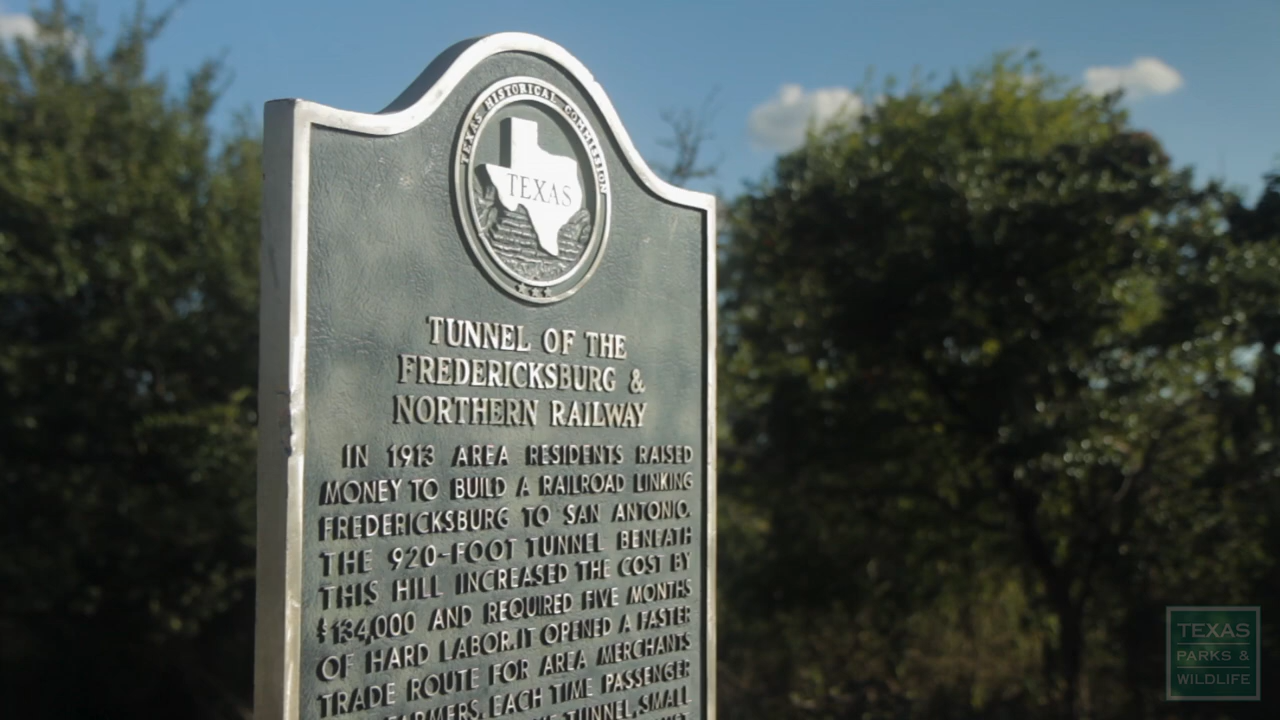 TEXAS HISTORICAL COMMISSION
TEXAS
TUNNEL OF THE
FREDERICKSBURG &
NORTHERN RAILWAY
IN 1913 AREA RESIDENTS RAISED
MONEY TO BUILD A RAILROAD LINKING
FREDERICKSBURG TO SAN ANTONIO.
THE 920-FOOT TUNNEL BENEATH
THIS HILL INCREASED THE COST BY
$134,000 AND REQUIRED FIVE MONTHS
OF HARD LABOR. IT OPENED A FASTER
TRADE ROUTE FOR AREA MERCHANTS
FARMERS. EACH TIME PASSENGER
TUNNEL, SMALL
TEXAS
PARKS &
WILDLIFE